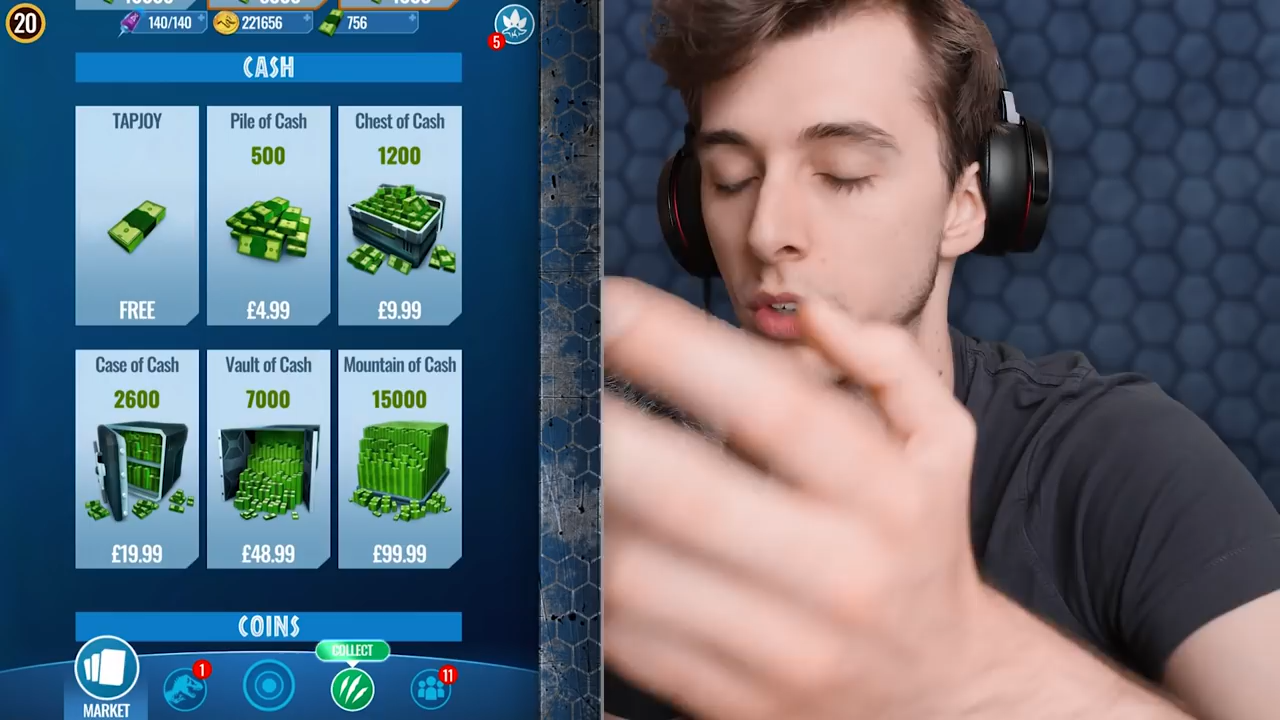 20
140/140
221656
756
5
CASH
TAPJOY
Pile of Cash
Chest of Cash
500
1200
FREE
£4.99
£9.99
Case of Cash
Vault of Cash
Mountain of Cash
2600
7000
15000
£19.99
£48.99
£99.99
COINS
COLLECT
1
11
MARKET